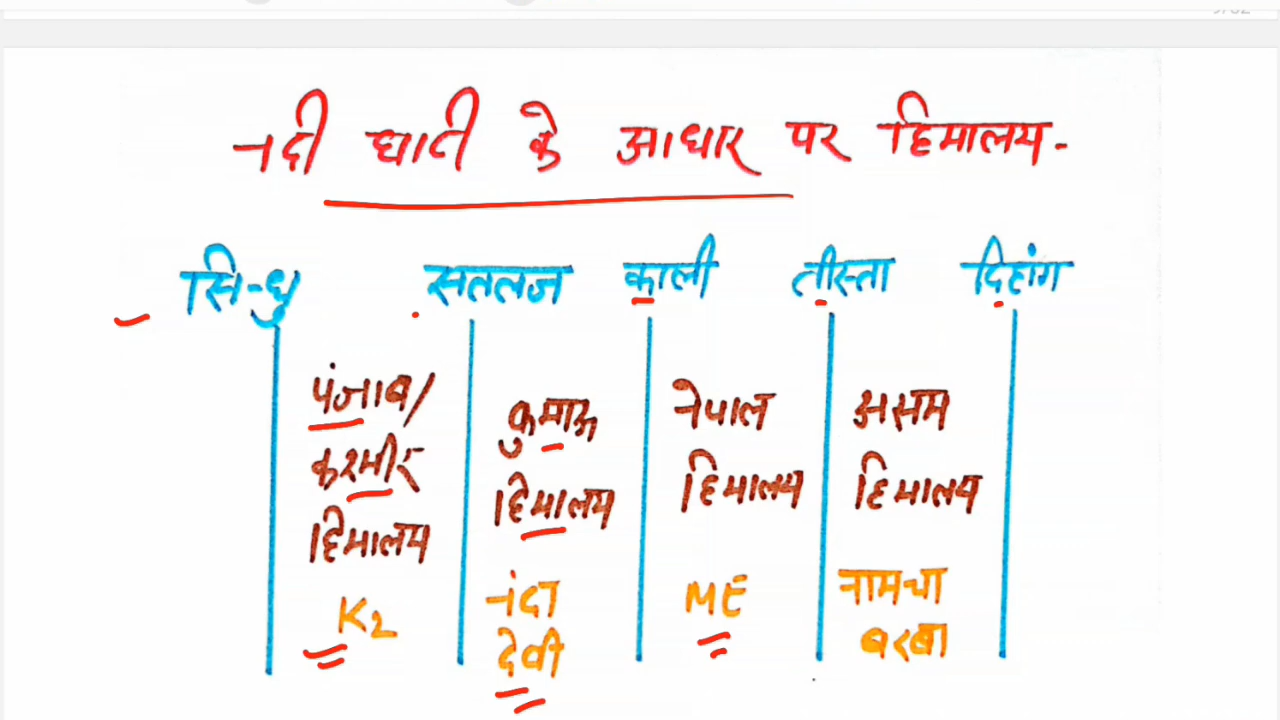 नदी घाटी के आधार पर हिमालय-
सिन्धु सतलज काली तीस्ता दिहांग
पंजाब/
कश्मीर
हिमालय
K2
कुमाऊ
हिमालय
नंदा
देवी
नेपाल
हिमालय
ME
असम
हिमालय
नामचा
बरबा